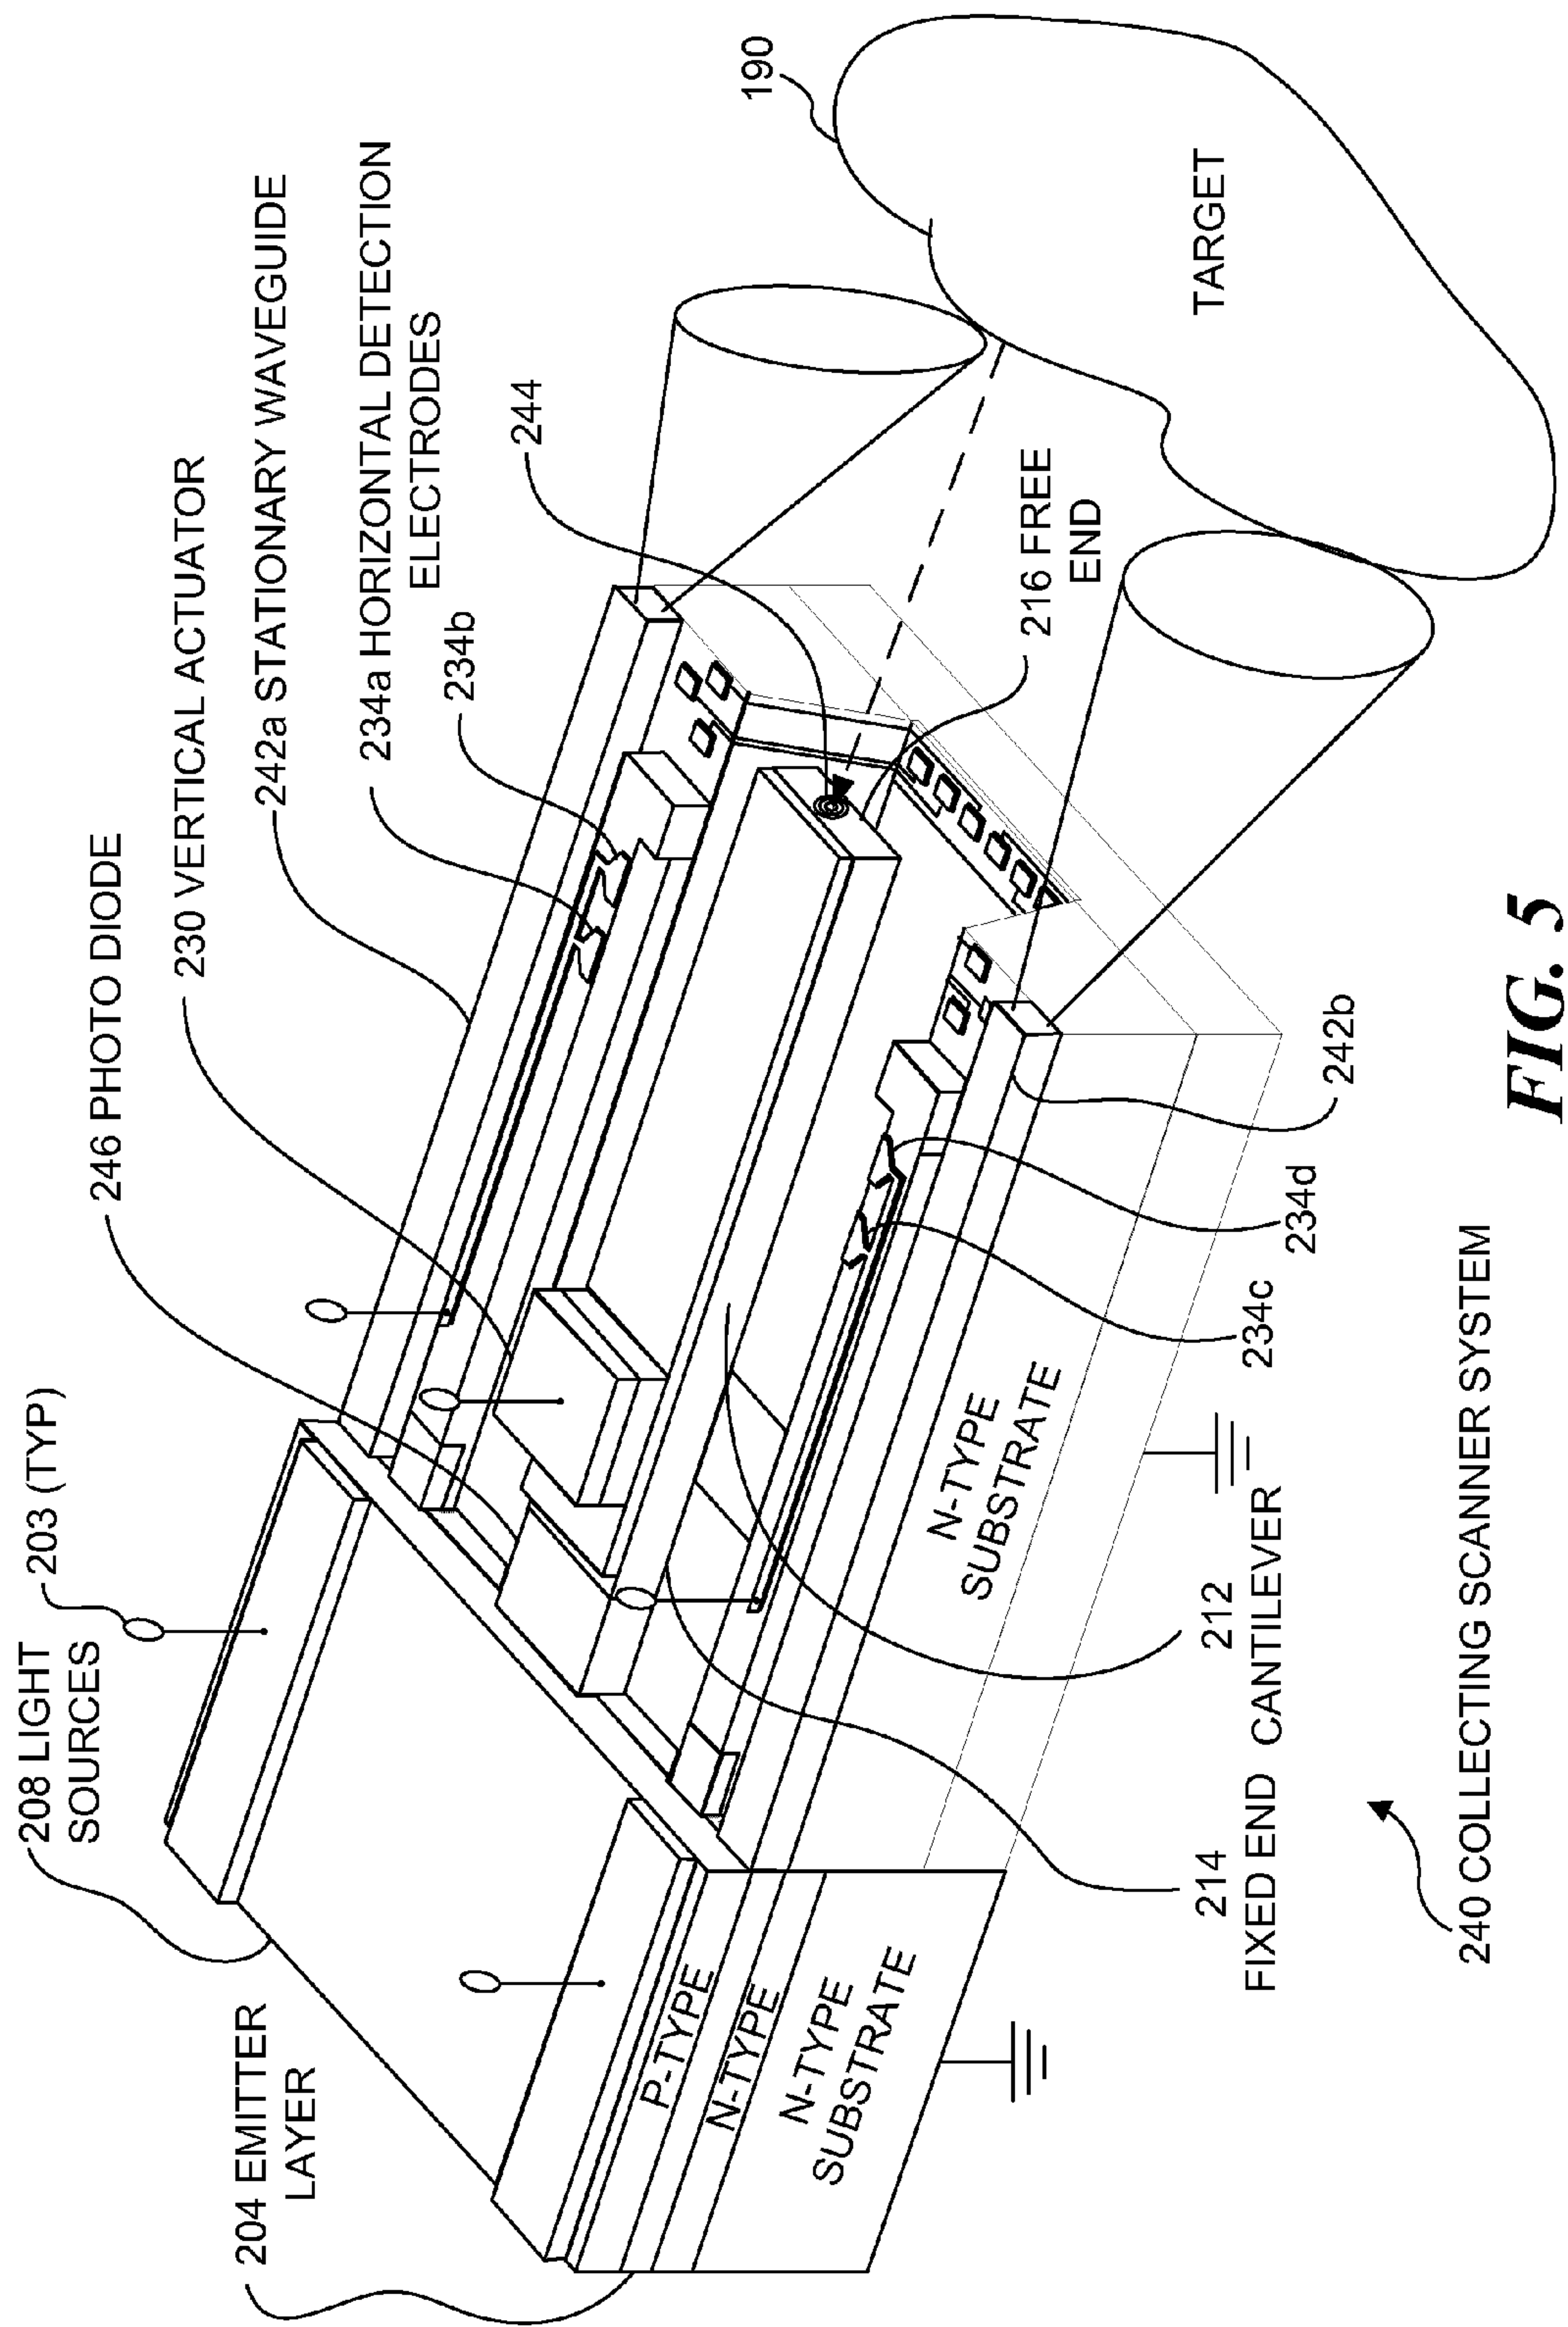 208 LIGHT
SOURCES
203 (TYP)
204 EMITTER
LAYER
246 PHOTO DIODE
230 VERTICAL ACTUATOR
242a STATIONARY WAVEGUIDE
234a HORIZONTAL DETECTION
ELECTRODES
234b
244
216 FREE
END
190
TARGET
P-TYPE
N-TYPE
N-TYPE
SUBSTRATE
N-TYPE
SUBSTRATE
214
FIXED END
212
CANTILEVER
234c
234d
242b
240 COLLECTING SCANNER SYSTEM
FIG. 5